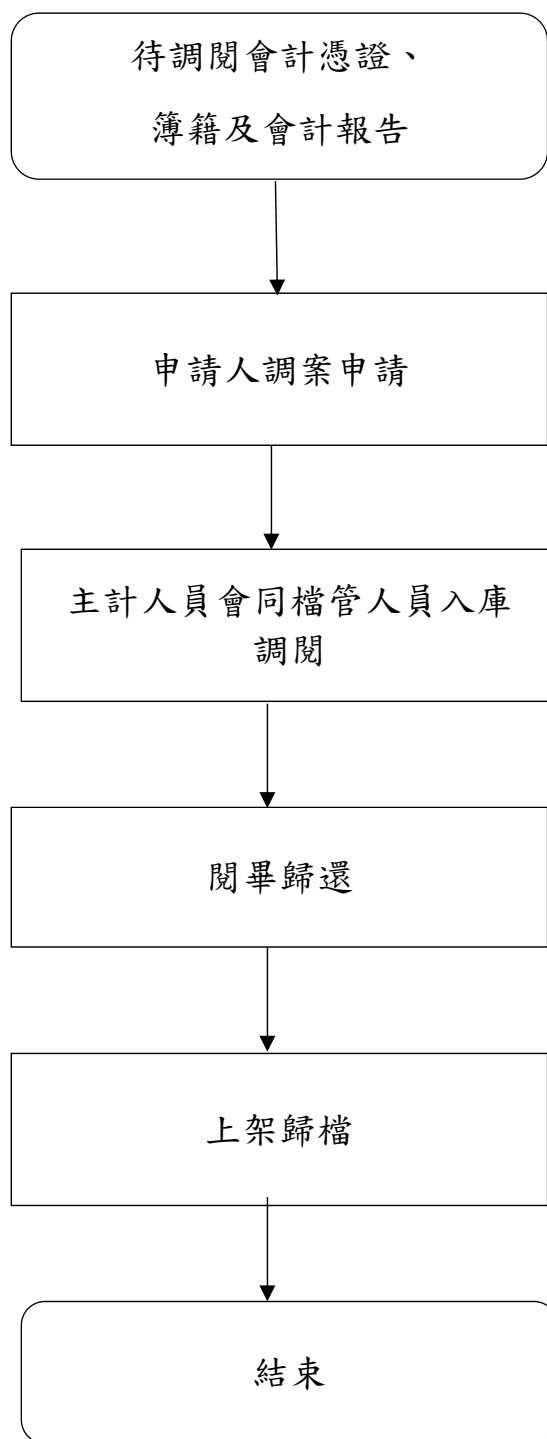 待調閱會計憑證、
簿籍及會計報告
申請人調案申請
主計人員會同檔管人員入庫
調閱
閱畢歸還
上架歸檔
結束